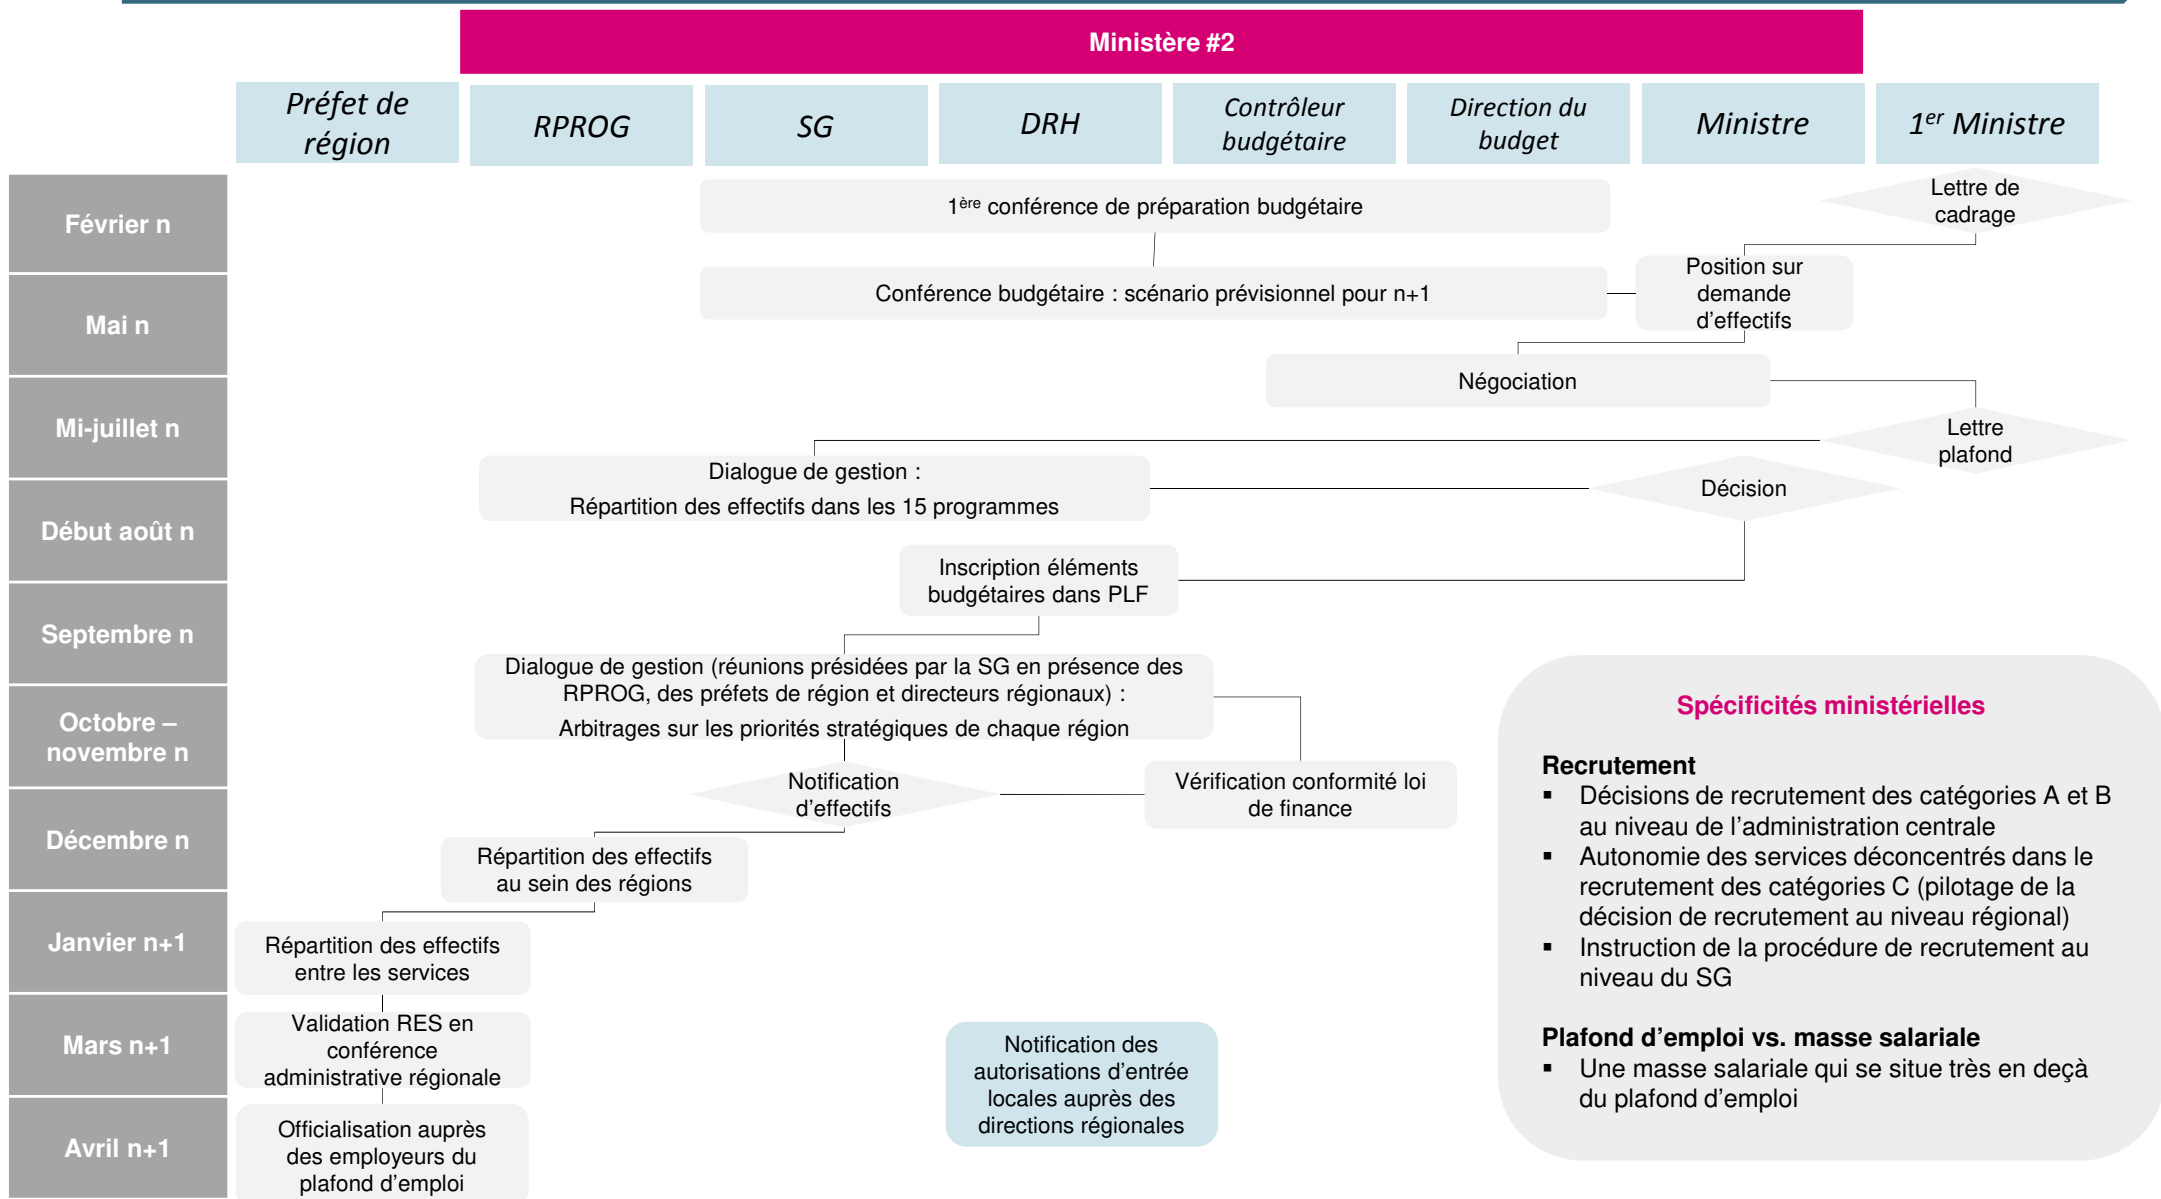 Ministère #2
Préfet de
région
RPROG
SG
DRH
Contrôleur
budgétaire
Direction du
budget
Ministre
1er Ministre
Février n
1ère conférence de préparation budgétaire
Lettre de
cadrage
Mai n
Conférence budgétaire : scénario prévisionnel pour n+1
Position sur
demande
d’effectifs
Négociation
Mi-juillet n
Lettre
plafond
Dialogue de gestion :
Répartition des effectifs dans les 15 programmes
Décision
Début août n
Inscription éléments
budgétaires dans PLF
Septembre n
Dialogue de gestion (réunions présidées par la SG en présence des
RPROG, des préfets de région et directeurs régionaux) :
Arbitrages sur les priorités stratégiques de chaque région
Octobre –
novembre n
Notification
d’effectifs
Vérification conformité loi
de finance
Décembre n
Répartition des effectifs
au sein des régions
Janvier n+1
Répartition des effectifs
entre les services
Mars n+1
Validation RES en
conférence
administrative régionale
Avril n+1
Officialisation auprès
des employeurs du
plafond d’emploi
Notification des
autorisations d’entrée
locales auprès des
directions régionales
Spécificités ministérielles
Recrutement
▪ Décisions de recrutement des catégories A et B
au niveau de l’administration centrale
▪ Autonomie des services déconcentrés dans le
recrutement des catégories C (pilotage de la
décision de recrutement au niveau régional)
▪ Instruction de la procédure de recrutement au
niveau du SG
Plafond d’emploi vs. masse salariale
▪ Une masse salariale qui se situe très en deçà
du plafond d’emploi